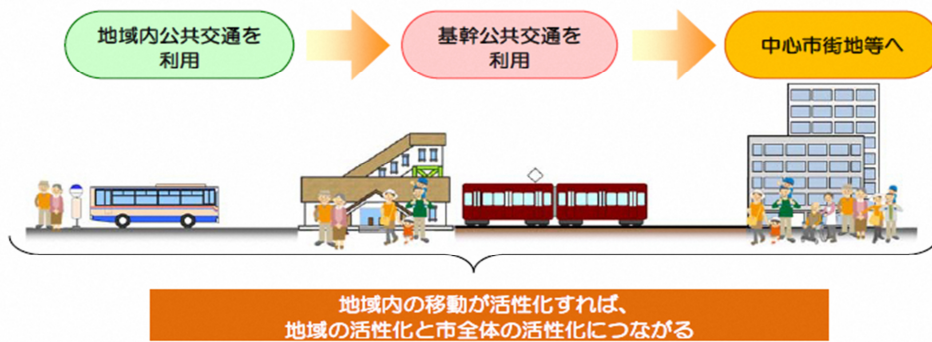 地域内公共交通を
利用
基幹公共交通を
利用
中心市街地等へ
地域内の移動が活性化すれば、
地域の活性化と市全体の活性化につながる